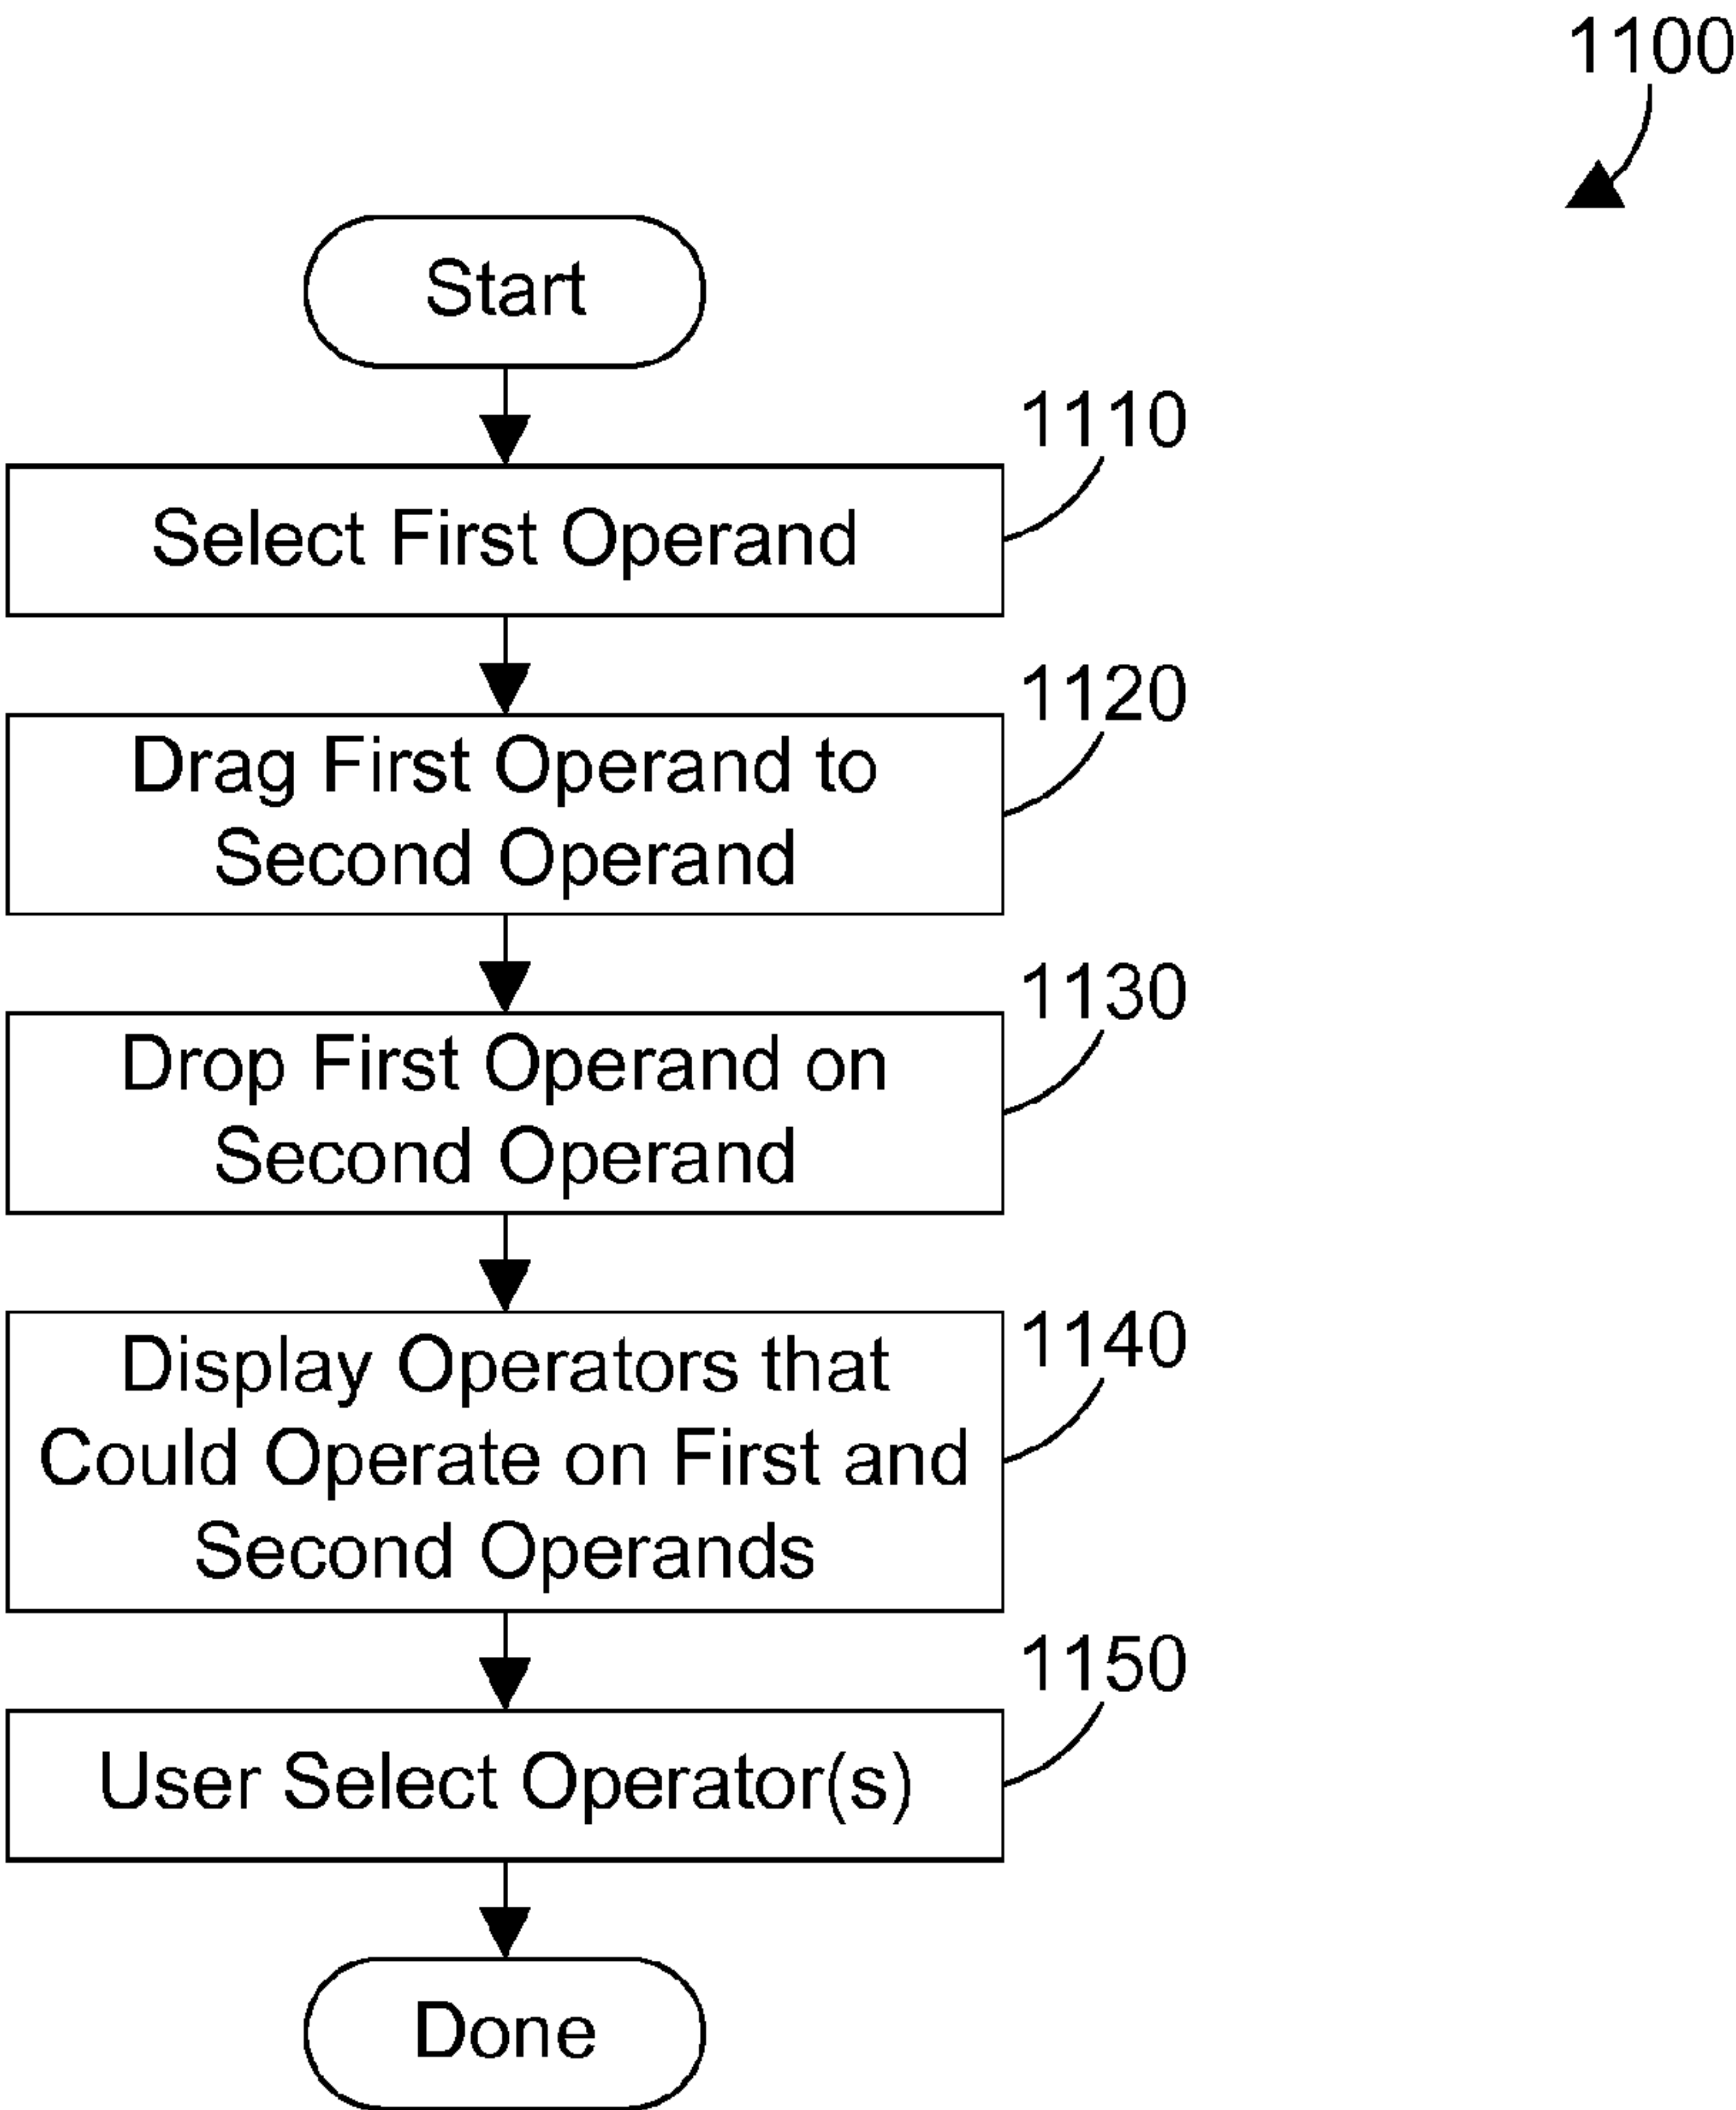 1100
Start
1110
Select First Operand
1120
Drag First Operand to
Second Operand
1130
Drop First Operand on
Second Operand
1140
Display Operators that
Could Operate on First and
Second Operands
1150
User Select Operator(s)
Done